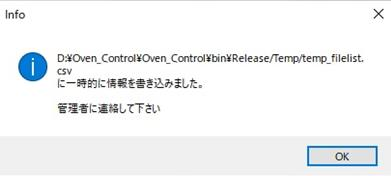 Info
D:¥Oven_Control¥Oven_Control¥bin¥Release/Temp/temp_filelist.
csv
に一時的に情報を書き込みました。
管理者に連絡して下さい
OK